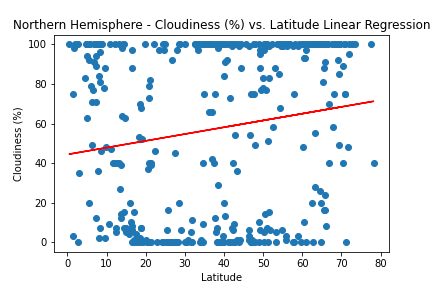 Northern Hemisphere - Cloudiness (%) vs. Latitude Linear Regression
100
80
60
40
20
0
Cloudiness (%)
0 10 20 30 40 50 60 70 80
Latitude